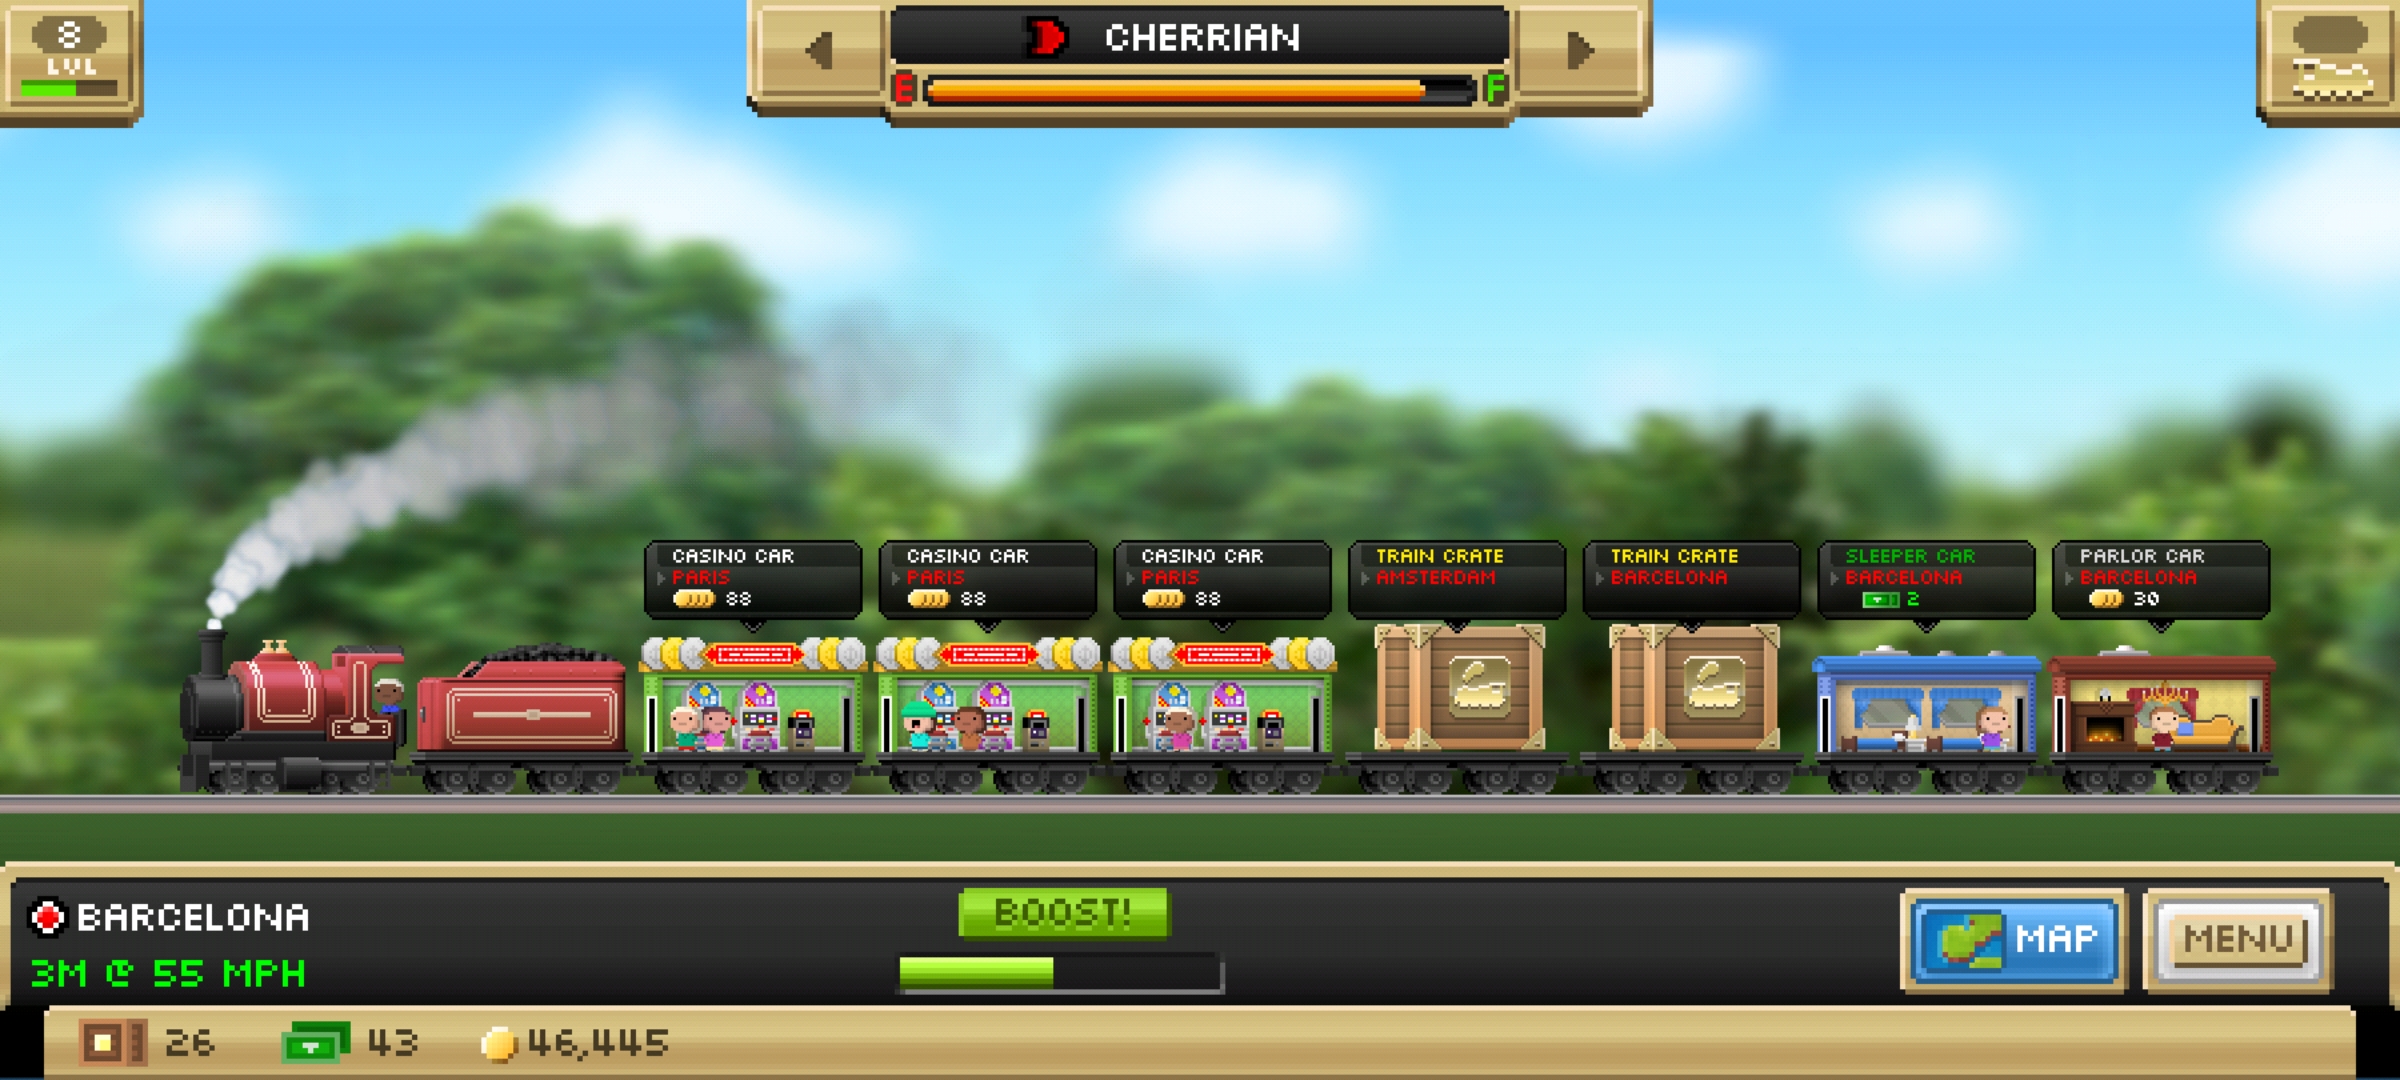 8
LVL
CHERRIAN
E
F
CASINO CAR
PARIS
88
CASINO CAR
PARIS
88
CASINO CAR
PARIS
88
TRAIN CRATE
AMSTERDAM
TRAIN CRATE
BARCELONA
SLEEPER CAR
BARCELONA
2
PARLOR CAR
BARCELONA
30
BARCELONA
3M @ 55 MPH
BOOST!
MAP
MENU
26
43
46,445